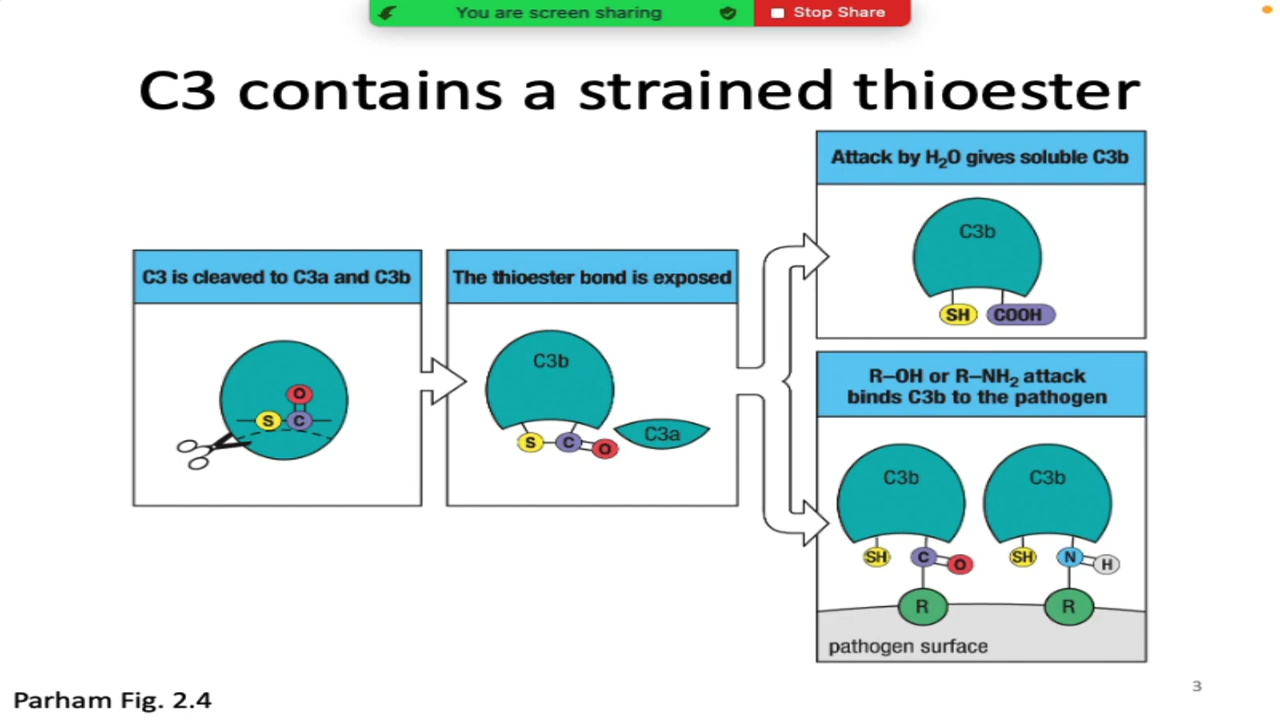 You are screen sharing
Stop Share
C3 contains a strained thioester
C3 is cleaved to C3a and C3b
S
C
O
The thioester bond is exposed
C3b
S
C
O
C3a
Attack by H₂O gives soluble C3b
C3b
SH
COOH
R–OH or R–NH₂ attack
binds C3b to the pathogen
C3b
C3b
SH
C
O
SH
N
H
R
R
pathogen surface
Parham Fig. 2.4
3